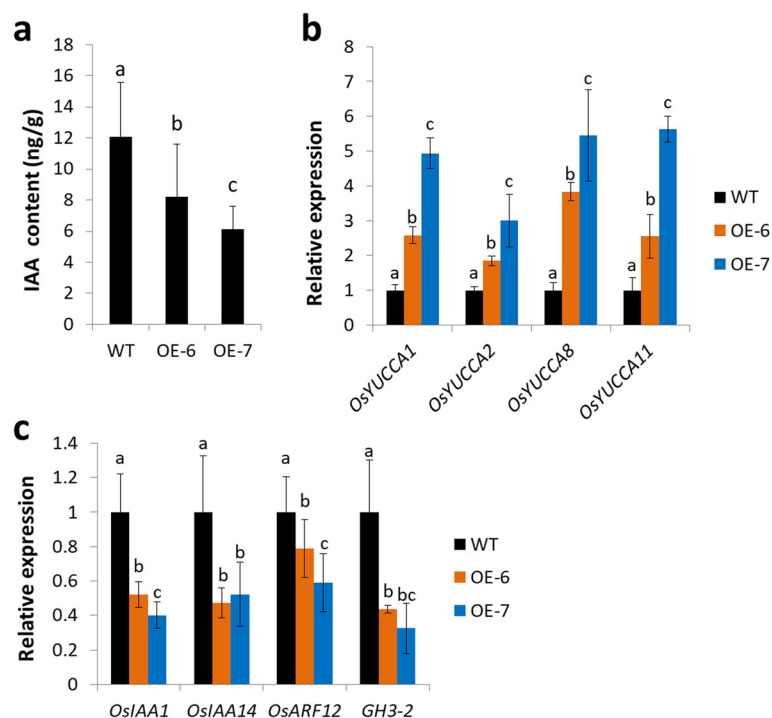 a
IAA content (ng/g)
18
16
14
12
10
8
6
4
2
0
a
b
c
WT OE-6 OE-7
b
Relative expression
8
7
6
5
4
3
2
1
0
a b c
a b c
a b c
a b c
OsYUCCA1 OsYUCCA2 OsYUCCA8 OsYUCCA11
WT
OE-6
OE-7
c
Relative expression
1.4
1.2
1
0.8
0.6
0.4
0.2
0
a b c
a b b
a b c
a b bc
OsIAA1 OsIAA14 OsARF12 GH3-2
WT
OE-6
OE-7